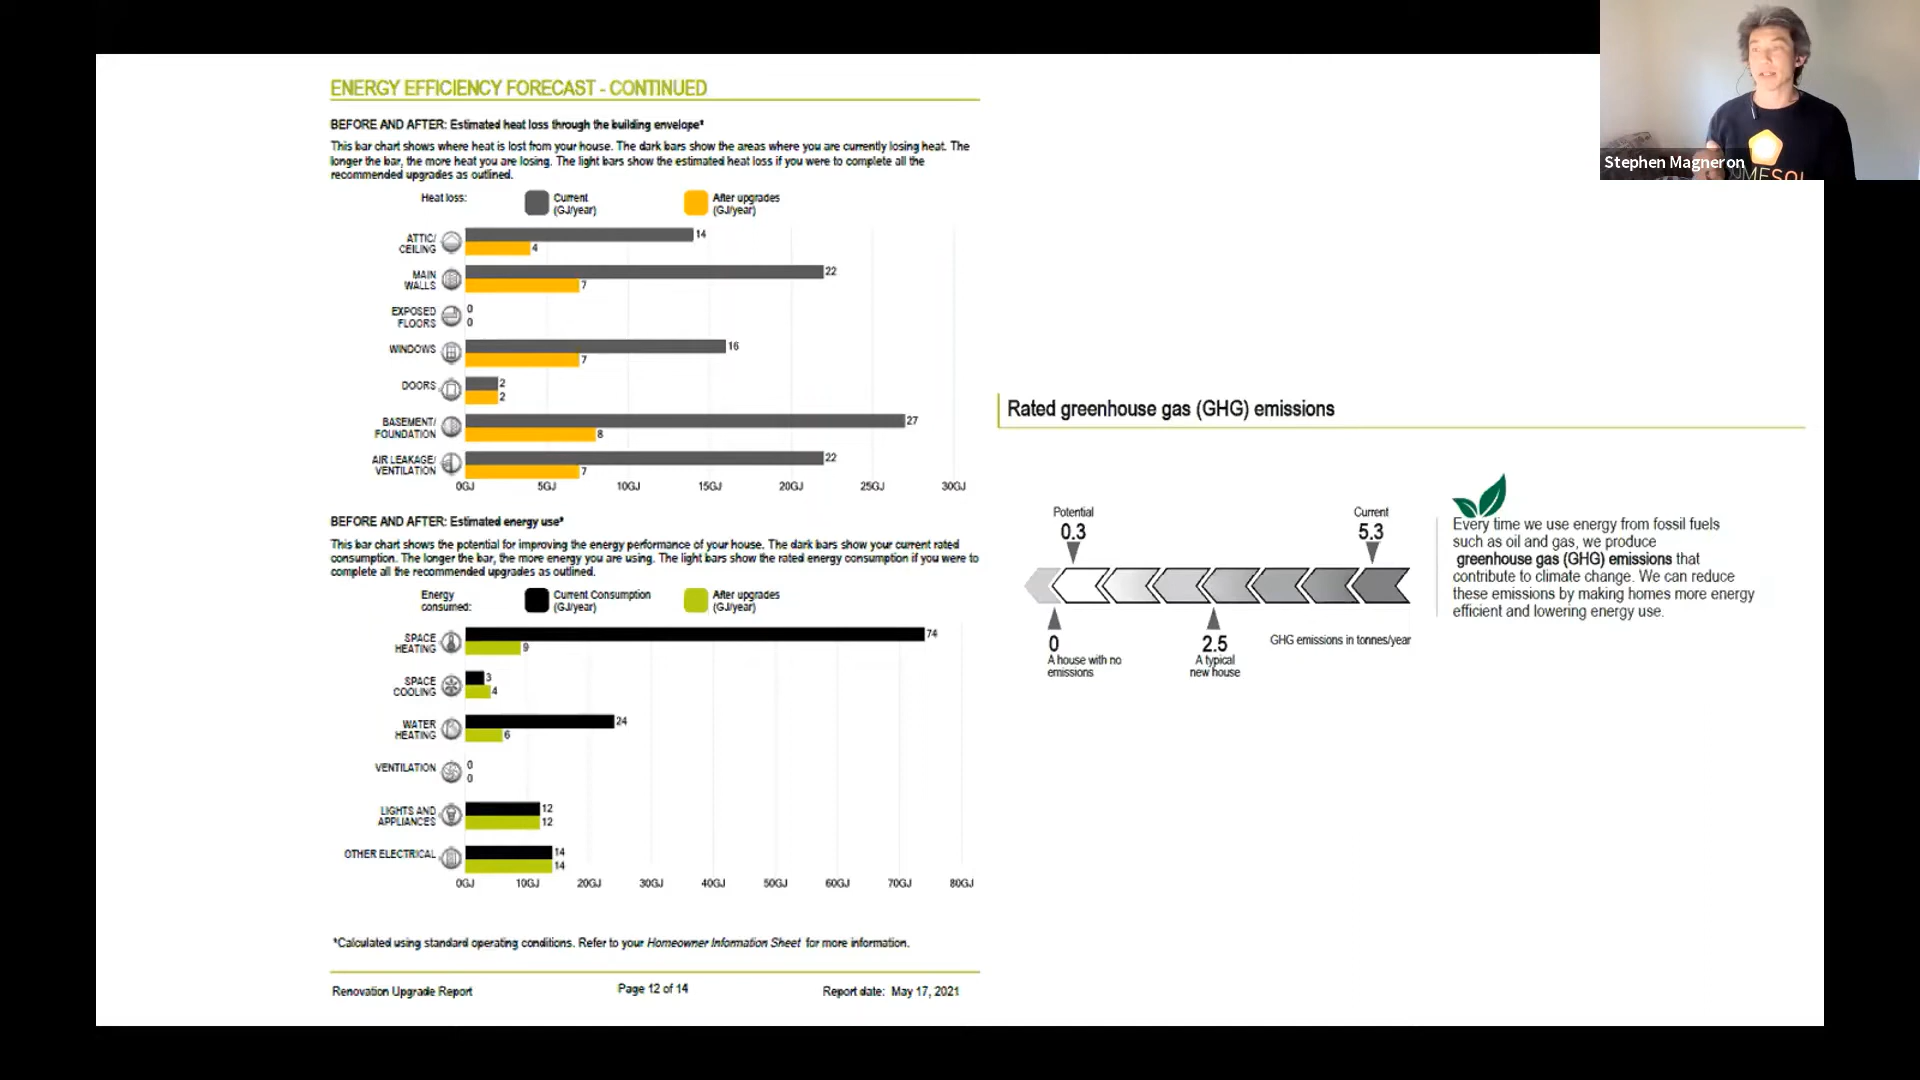 ENERGY EFFICIENCY FORECAST - CONTINUED
BEFORE AND AFTER: Estimated heat loss through the building envelope*
This bar chart shows where heat is lost from your house. The dark bars show the areas where you are currently losing heat. The
longer the bar, the more heat you are losing. The light bars show the estimated heat loss if you were to complete all the
recommended upgrades as outlined.
Heat loss:
Current
(GJ/year)
After upgrades
(GJ/year)
ATTIC/
CEILING
14
4
MAIN
WALLS
22
7
EXPOSED
FLOORS
0
0
WINDOWS
16
7
DOORS
2
2
BASEMENT/
FOUNDATION
27
8
AIR LEAKAGE/
VENTILATION
22
7
0GJ 5GJ 10GJ 15GJ 20GJ 25GJ 30GJ
BEFORE AND AFTER: Estimated energy use*
This bar chart shows the potential for improving the energy performance of your house. The dark bars show your current rated
consumption. The longer the bar, the more energy you are using. The light bars show the rated energy consumption if you were to
complete all the recommended upgrades as outlined.
Energy
consumed:
Current Consumption
(GJ/year)
After upgrades
(GJ/year)
SPACE
HEATING
74
9
SPACE
COOLING
3
4
WATER
HEATING
24
6
VENTILATION
0
0
LIGHTS AND
APPLIANCES
12
12
OTHER ELECTRICAL
14
14
0GJ 10GJ 20GJ 30GJ 40GJ 50GJ 60GJ 70GJ 80GJ
*Calculated using standard operating conditions. Refer to your Homeowner Information Sheet for more information.
Renovation Upgrade Report Page 12 of 14 Report date: May 17, 2021
Rated greenhouse gas (GHG) emissions
Potential
0.3
Current
5.3
0
A house with no
emissions
2.5
A typical
new house
GHG emissions in tonnes/year
Every time we use energy from fossil fuels
such as oil and gas, we produce
greenhouse gas (GHG) emissions that
contribute to climate change. We can reduce
these emissions by making homes more energy
efficient and lowering energy use.
Stephen Magneron